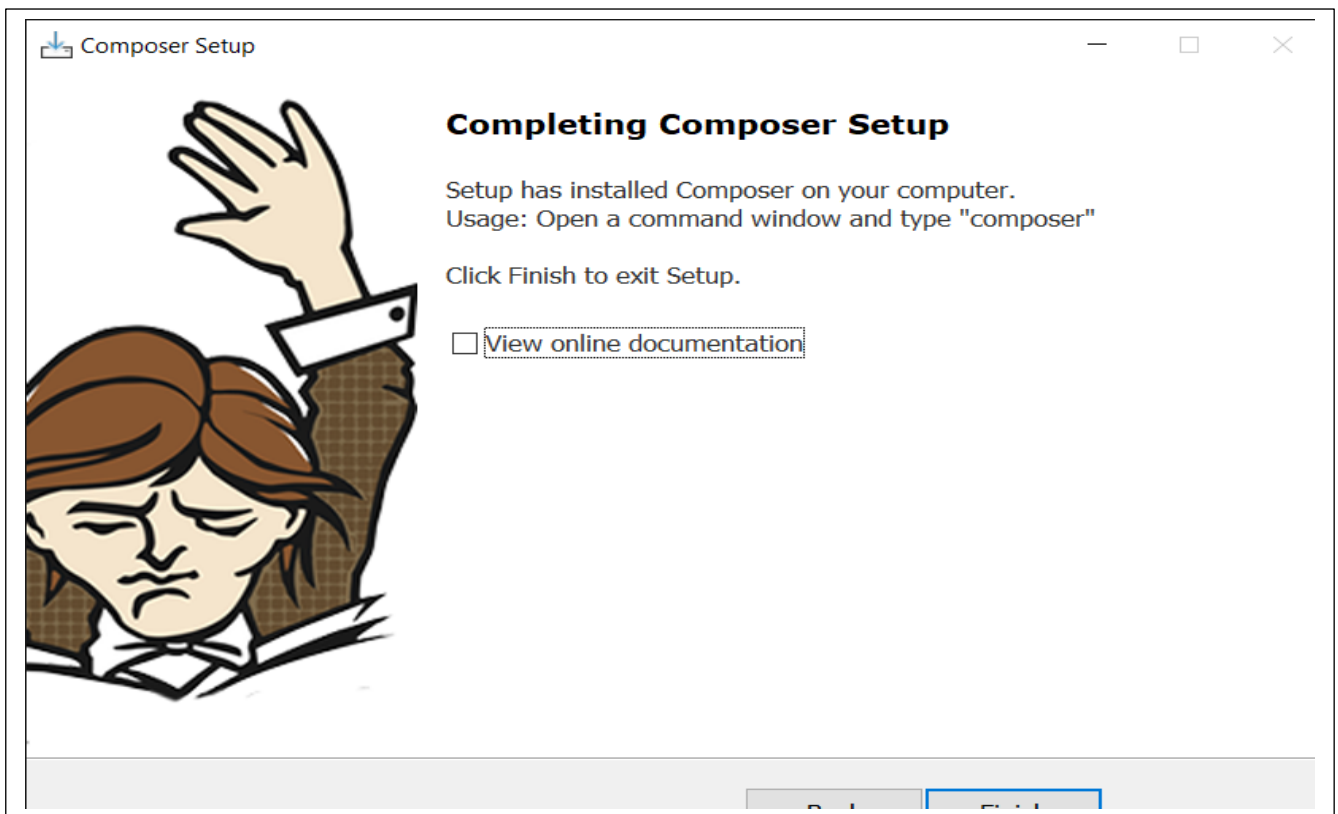 Composer Setup
Completing Composer Setup
Setup has installed Composer on your computer.
Usage: Open a command window and type "composer"
Click Finish to exit Setup.
View online documentation